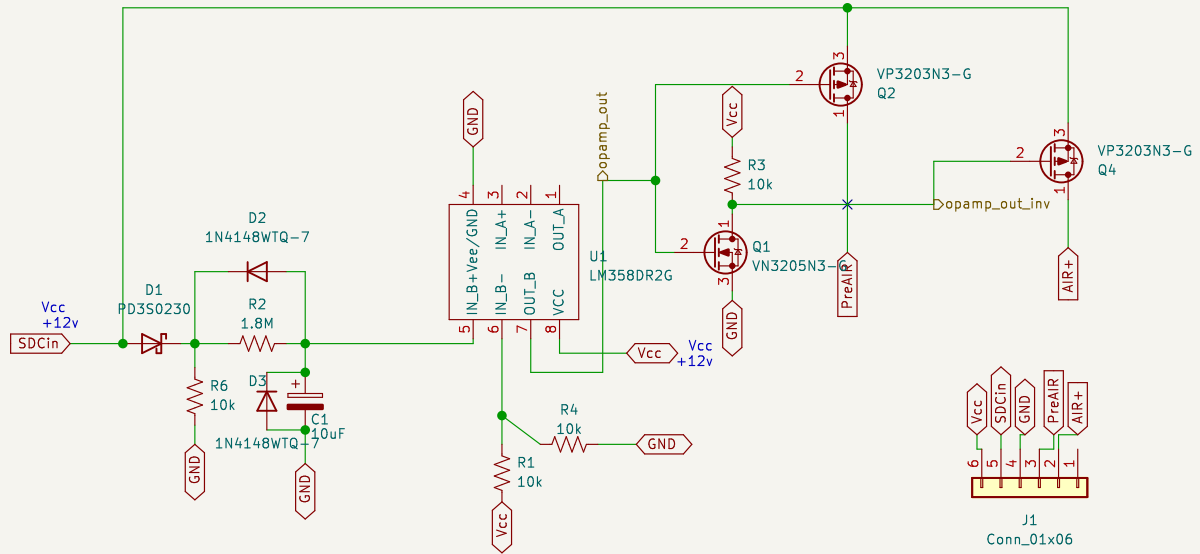 3
VP3203N3-G
2
Q2
1
Vcc
GND
opamp_out
3
VP3203N3-G
2
Q4
1
R3
10k
4
3
2
1
Vee/GND
IN_A+
IN_A-
OUT_A
opamp_out_inv
D2
1N4148WTQ-7
1
2
Q1
VN3205N3-G
3
U1
LM358DR2G
IN_B+
IN_B-
OUT_B
VCC
PreAIR
AIR+
D1
PD3S0230
Vcc
+12v
R2
1.8M
GND
5
6
7
8
SDCin
Vcc
Vcc
+12v
R6
10k
D3
+
C1
10uF
1N4148WTQ-7
R4
10k
GND
GND
GND
R1
10k
Vcc
Vcc
SDCin
GND
PreAIR
AIR+
6
5
4
3
2
1
J1
Conn_01x06